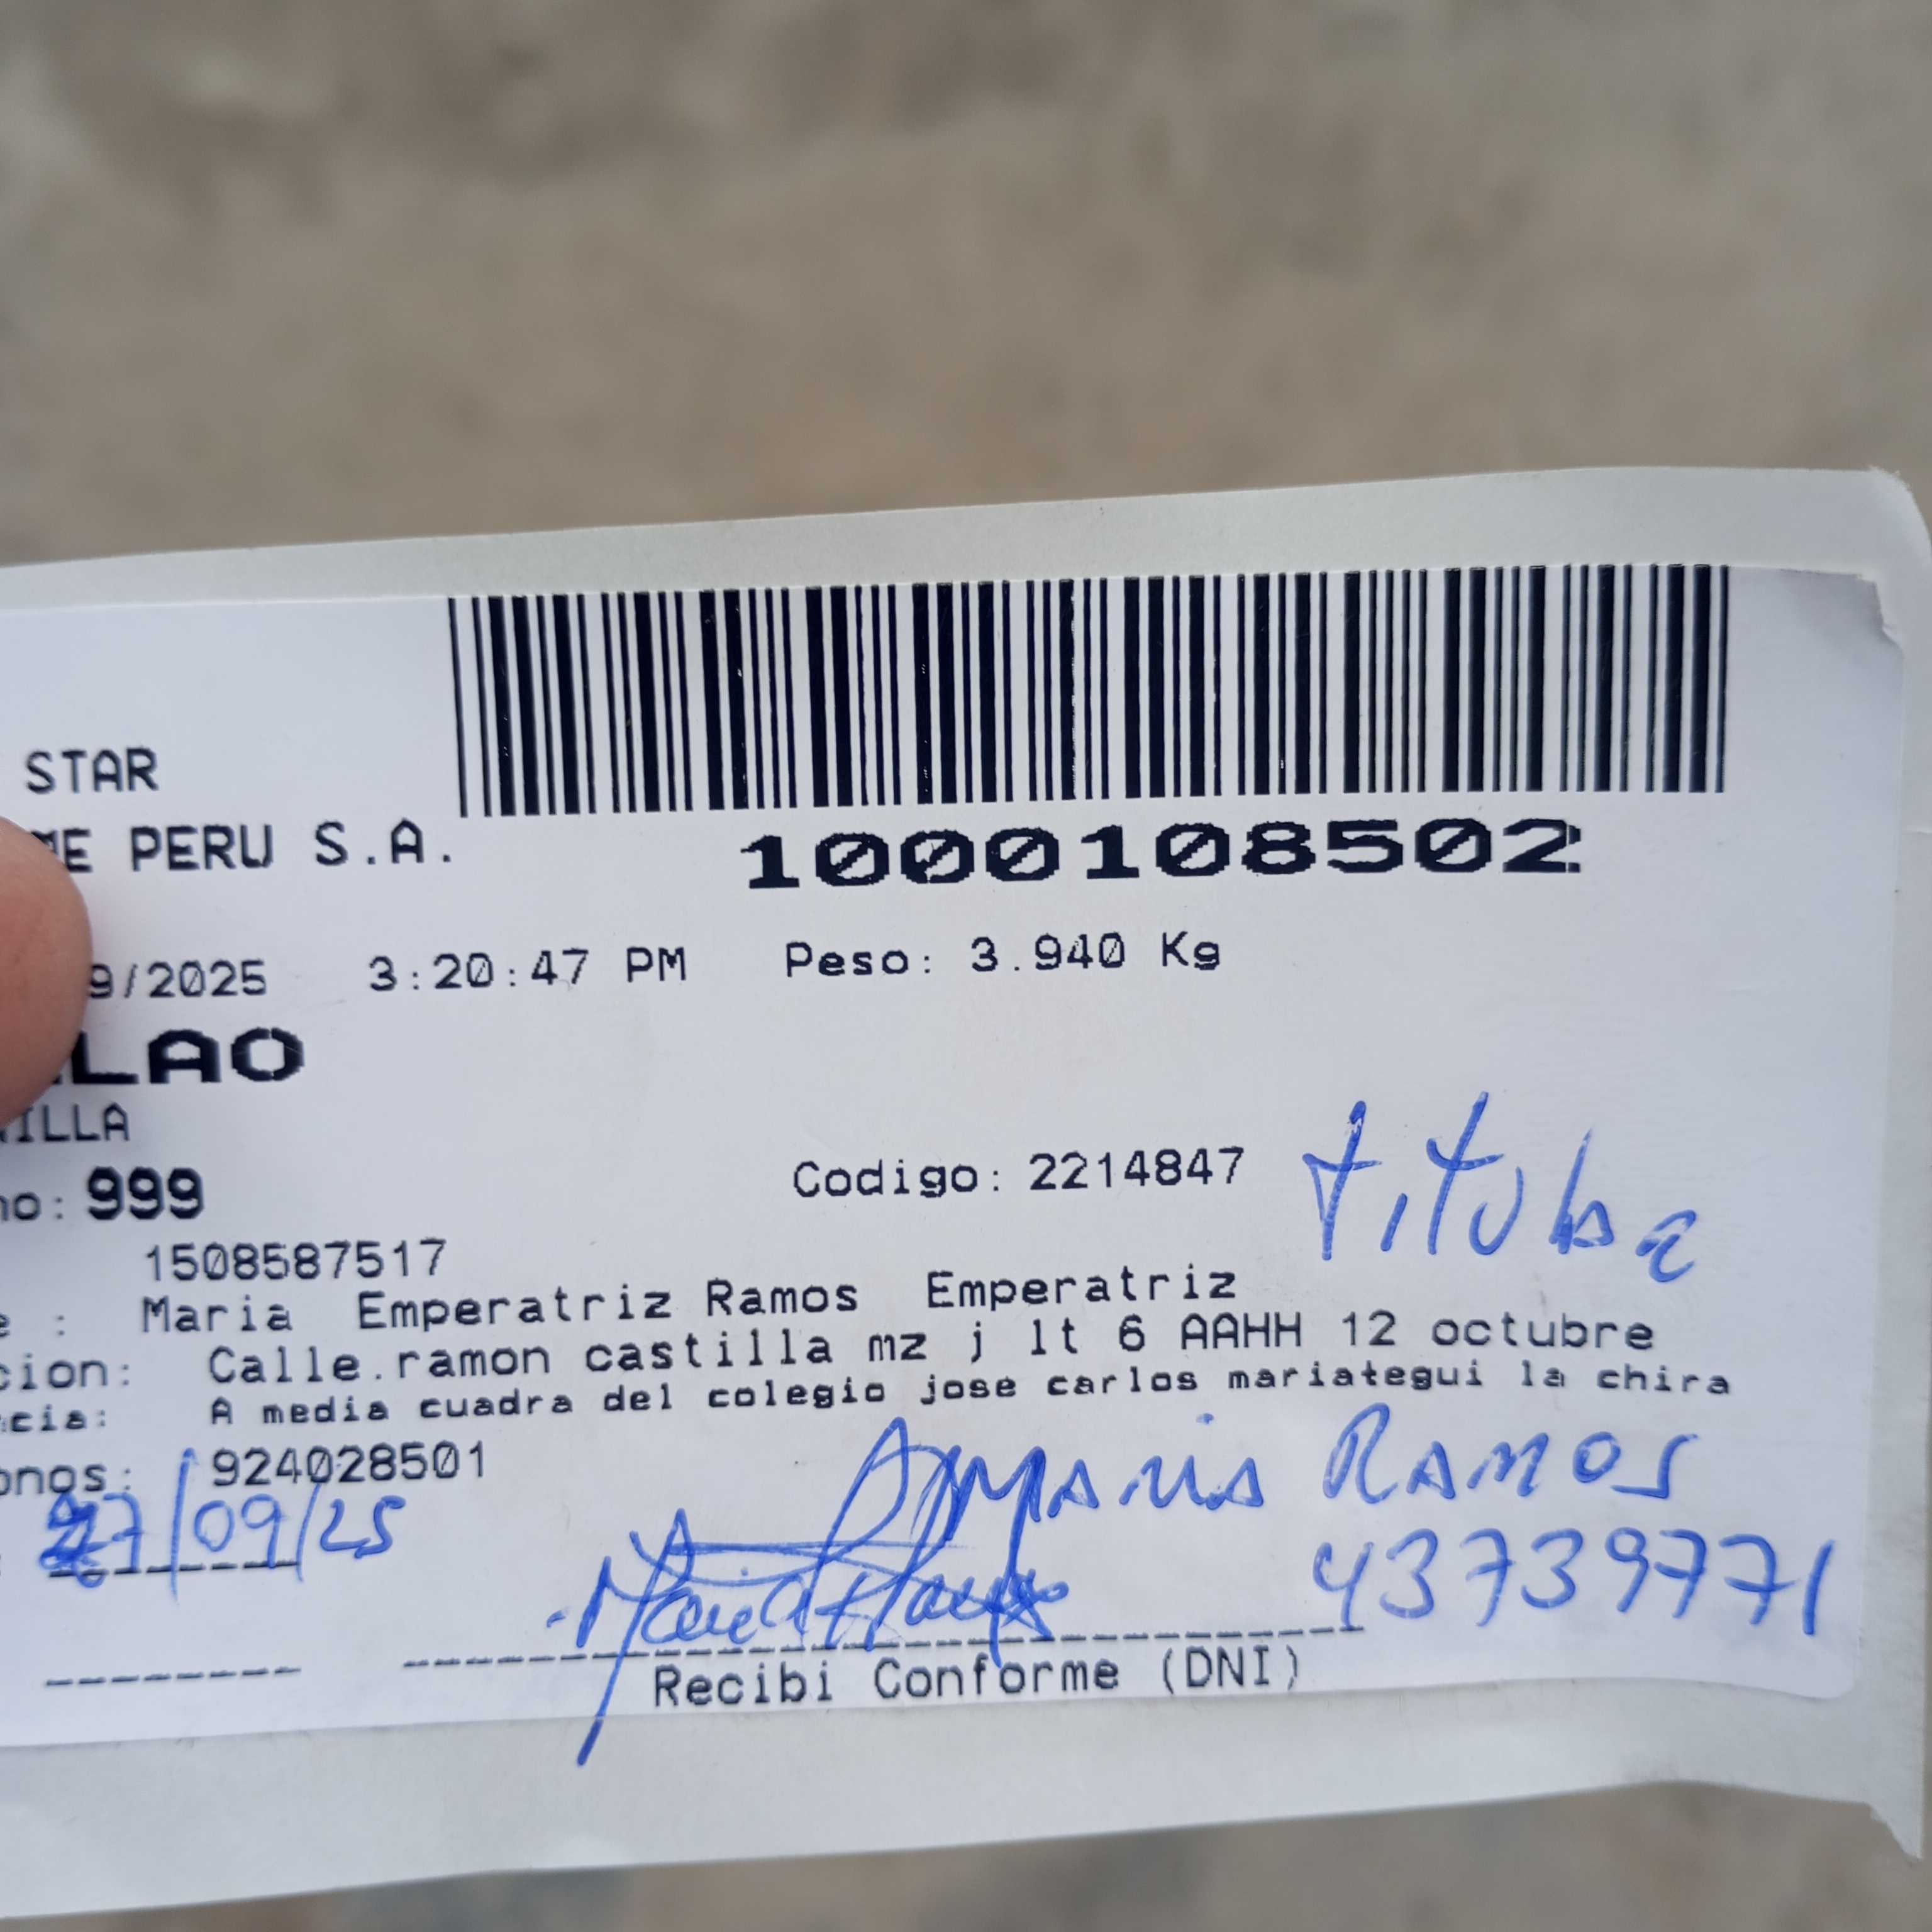 STAR
ME PERU S.A.
1000108502
9/2025 3:20:47 PM Peso: 3.940 Kg
LAO
ILLA
Codigo: 2214847
no: 999
titular
1508587517
e : Maria Emperatriz Ramos Emperatriz
cion: Calle.ramon castilla mz j lt 6 AAHH 12 octubre
cia: A media cuadra del colegio jose carlos mariategui la chira
onos: 924028501
MARIA RAMOS
27/09/25
43739771
Recibi Conforme (DNI)